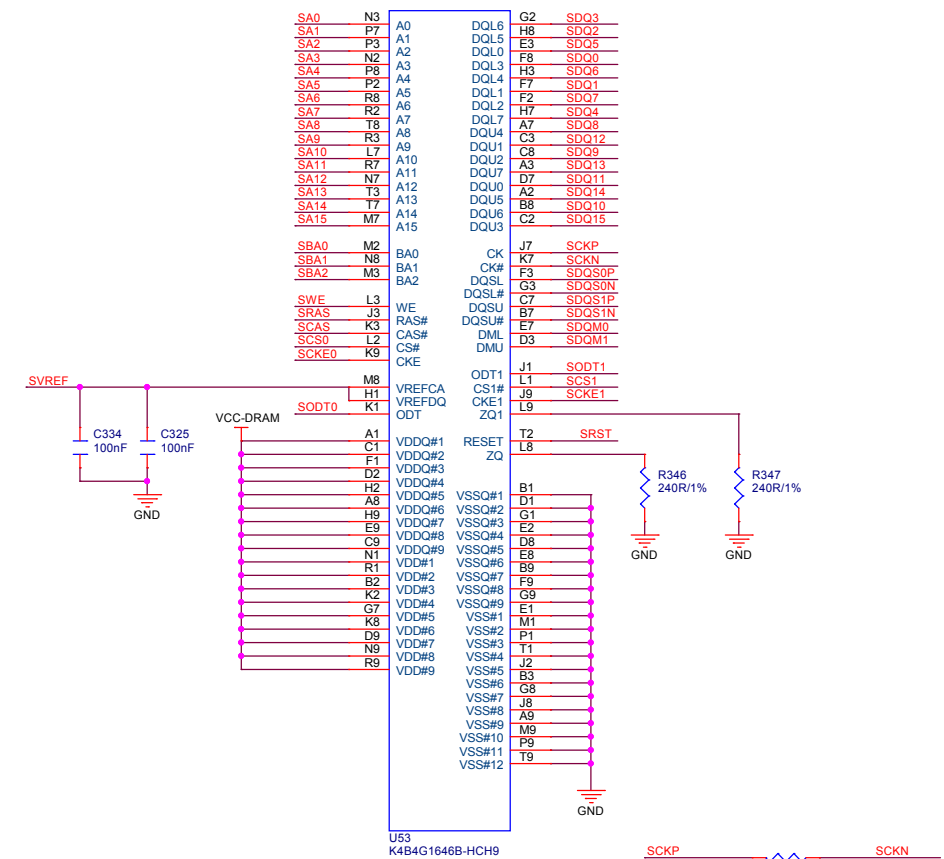 SA0 N3 A0 DQL6 G2 SDQ3
SA1 P7 A1 DQL5 H8 SDQ2
SA2 P3 A2 DQL0 E3 SDQ5
SA3 N2 A3 DQL3 F8 SDQ0
SA4 P8 A4 DQL4 H3 SDQ6
SA5 P2 A5 DQL1 F7 SDQ1
SA6 R8 A6 DQL2 F2 SDQ7
SA7 R2 A7 DQL7 H7 SDQ4
SA8 T8 A8 DQU4 A7 SDQ8
SA9 R3 A9 DQU1 C3 SDQ12
SA10 L7 A10 DQU2 C8 SDQ9
SA11 R7 A11 DQU7 A3 SDQ13
SA12 N7 A12 DQU0 D7 SDQ11
SA13 T3 A13 DQU5 A2 SDQ14
SA14 T7 A14 DQU6 B8 SDQ10
SA15 M7 A15 DQU3 C2 SDQ15
SBA0 M2 BA0 CK J7 SCKP
SBA1 N8 BA1 CK# K7 SCKN
SBA2 M3 BA2 DQSL F3 SDQS0P
DQSL# G3 SDQS0N
SWE L3 WE DQSU C7 SDQS1P
SRAS J3 RAS# DQSU# B7 SDQS1N
SCAS K3 CAS# DML E7 SDQM0
SCS0 L2 CS# DMU D3 SDQM1
SCKE0 K9 CKE
ODT1 J1 SODT1
SVREF M8 VREFCA CS1# L1 SCS1
H1 VREFDQ CKE1 J9 SCKE1
SODT0 K1 ODT ZQ1 L9
VCC-DRAM
C334 100nF
C325 100nF
GND
A1 VDDQ#1 RESET T2 SRST
C1 VDDQ#2 ZQ L8
F1 VDDQ#3
D2 VDDQ#4
R346 240R/1%
R347 240R/1%
GND
GND
H2 VDDQ#5 VSSQ#1 B1
A8 VDDQ#6 VSSQ#2 D1
H9 VDDQ#7 VSSQ#3 G1
E9 VDDQ#8 VSSQ#4 E2
C9 VDDQ#9 VSSQ#5 D8
N1 VDD#1 VSSQ#6 E8
R1 VDD#2 VSSQ#7 B9
B2 VDD#3 VSSQ#8 F9
K2 VDD#4 VSSQ#9 G9
G7 VDD#5 VSS#1 E1
K8 VDD#6 VSS#2 M1
D9 VDD#7 VSS#3 P1
N9 VDD#8 VSS#4 T1
R9 VDD#9 VSS#5 J2
VSS#6 B3
VSS#7 G8
VSS#8 J8
VSS#9 A9
VSS#10 M9
VSS#11 P9
VSS#12 T9
GND
U53
K4B4G1646B-HCH9
SCKP SCKN